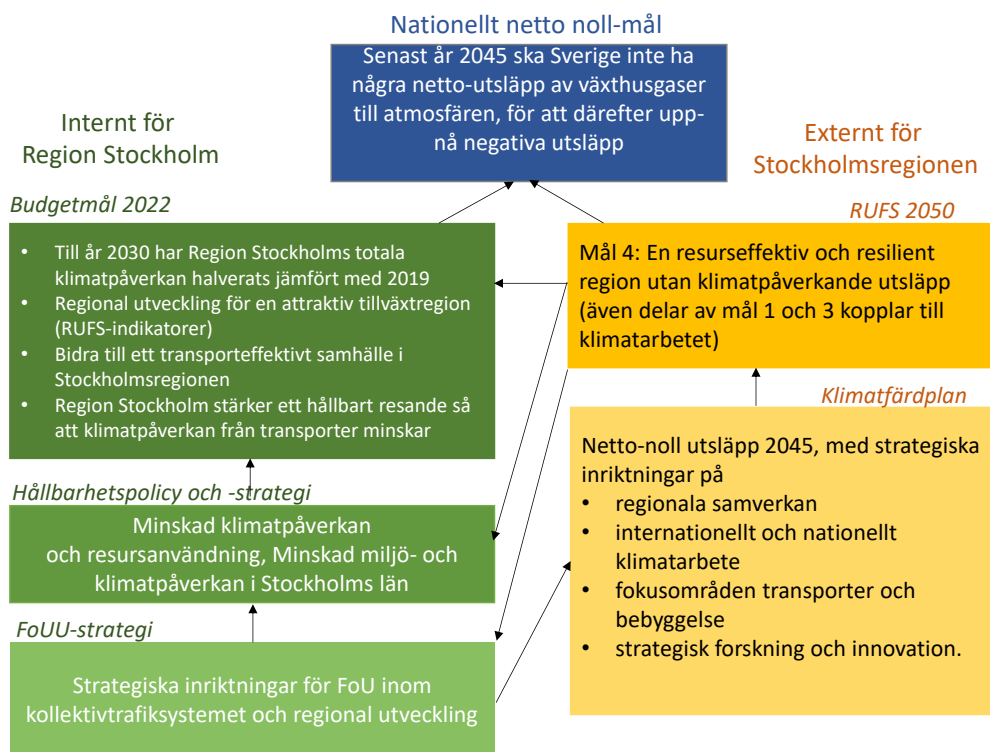 Nationellt netto noll-mål
Senast år 2045 ska Sverige inte ha
några netto-utsläpp av växthusgaser
till atmosfären, för att därefter upp-
nå negativa utsläpp
Internt för
Region Stockholm
Externt för
Stockholmsregionen
Budgetmål 2022
• Till år 2030 har Region Stockholms totala
klimatpåverkan halverats jämfört med 2019
• Regional utveckling för en attraktiv tillväxtregion
(RUFS-indikatorer)
• Bidra till ett transporteffektivt samhälle i
Stockholmsregionen
• Region Stockholm stärker ett hållbart resande så
att klimatpåverkan från transporter minskar
RUFS 2050
Mål 4: En resurseffektiv och resilient
region utan klimatpåverkande utsläpp
(även delar av mål 1 och 3 kopplar till
klimatarbetet)
Hållbarhetspolicy och -strategi
Minskad klimatpåverkan
och resursanvändning, Minskad miljö- och
klimatpåverkan i Stockholms län
Klimatfärdplan
Netto-noll utsläpp 2045, med strategiska
inriktningar på
• regionala samverkan
• internationellt och nationellt
klimatarbete
• fokusområden transporter och
bebyggelse
• strategisk forskning och innovation.
FoUU-strategi
Strategiska inriktningar för FoU inom
kollektivtrafiksystemet och regional utveckling